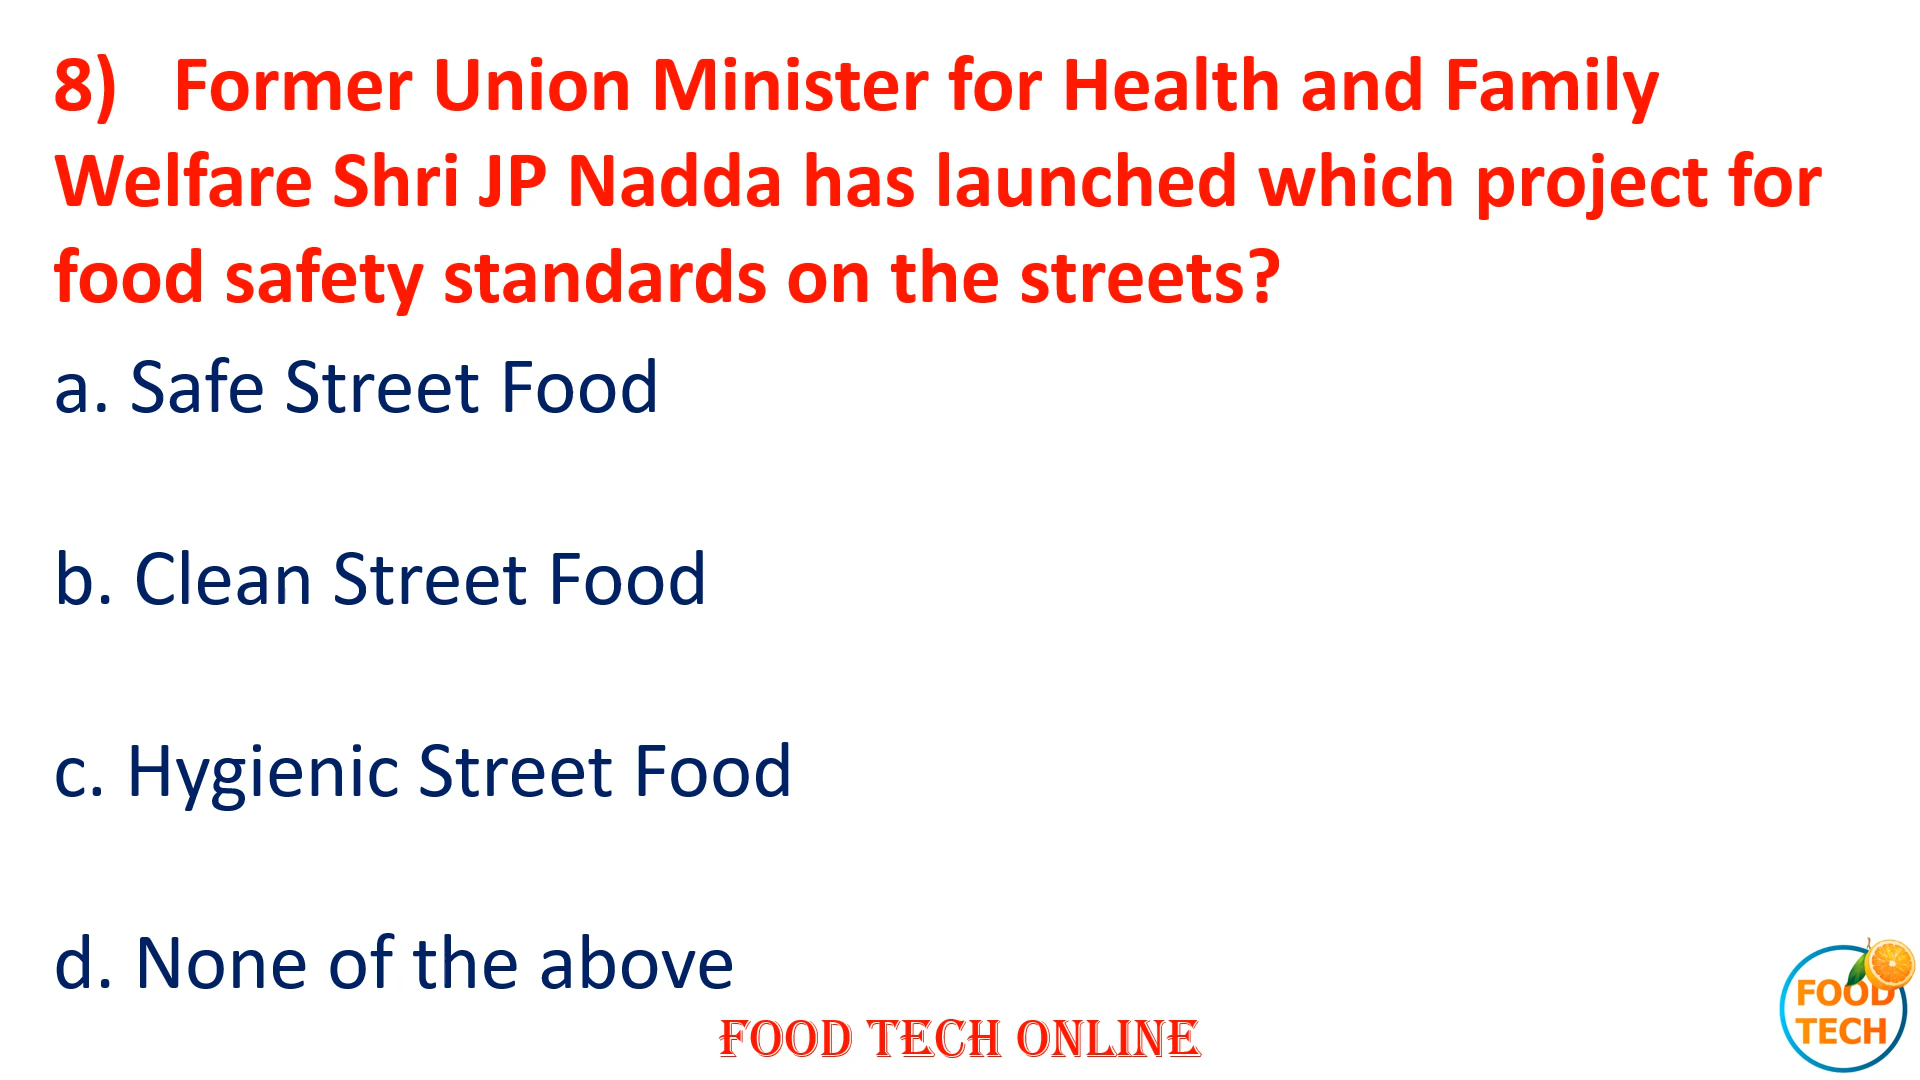 8) Former Union Minister for Health and Family
Welfare Shri JP Nadda has launched which project for
food safety standards on the streets?
a. Safe Street Food
b. Clean Street Food
c. Hygienic Street Food
d. None of the above
FOOD TECH ONLINE
FOOD
TECH